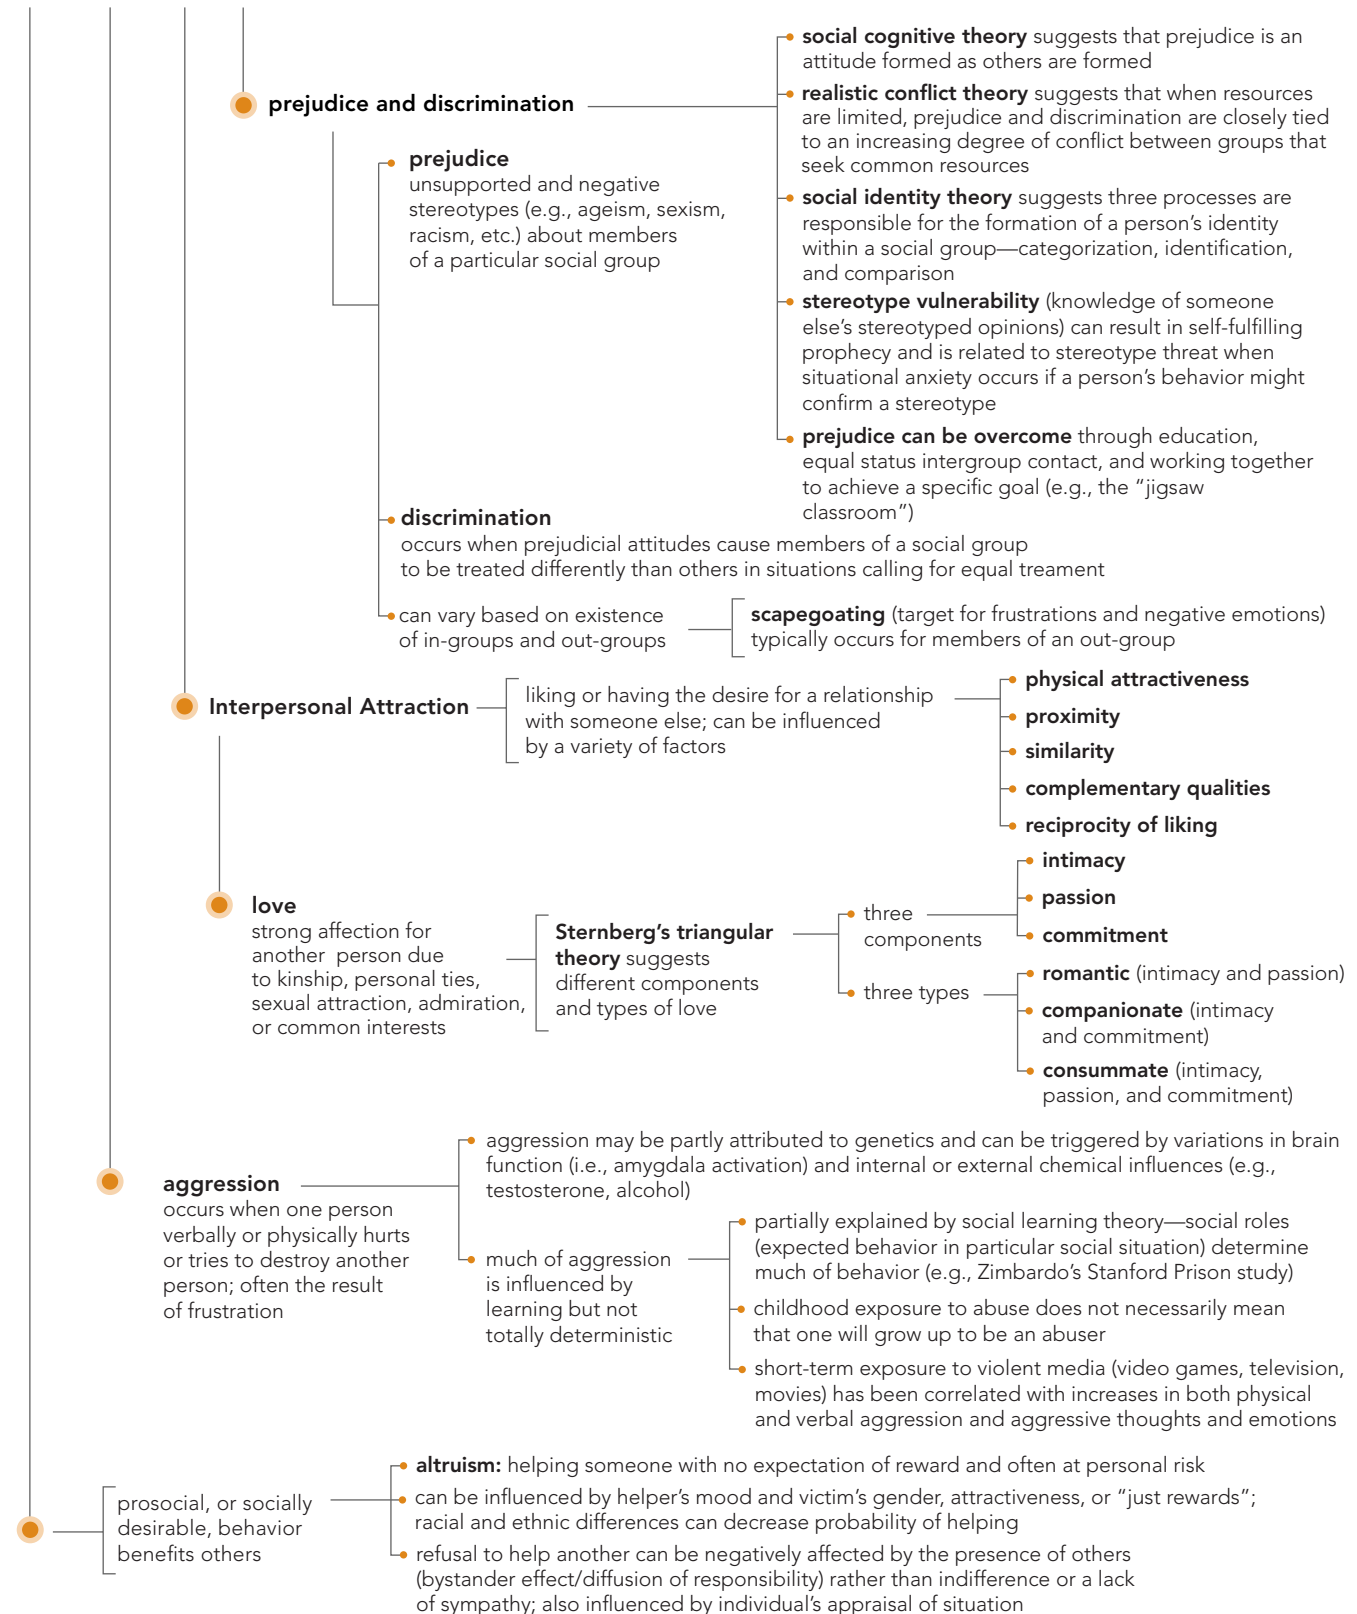 prejudice and discrimination
social cognitive theory suggests that prejudice is an
attitude formed as others are formed
realistic conflict theory suggests that when resources
are limited, prejudice and discrimination are closely tied
to an increasing degree of conflict between groups that
seek common resources
social identity theory suggests three processes are
responsible for the formation of a person’s identity
within a social group—categorization, identification,
and comparison
stereotype vulnerability (knowledge of someone
else’s stereotyped opinions) can result in self-fulfilling
prophecy and is related to stereotype threat when
situational anxiety occurs if a person’s behavior might
confirm a stereotype
prejudice can be overcome through education,
equal status intergroup contact, and working together
to achieve a specific goal (e.g., the “jigsaw
classroom”)
prejudice
unsupported and negative
stereotypes (e.g., ageism, sexism,
racism, etc.) about members
of a particular social group
discrimination
occurs when prejudicial attitudes cause members of a social group
to be treated differently than others in situations calling for equal treament
can vary based on existence
of in-groups and out-groups
scapegoating (target for frustrations and negative emotions)
typically occurs for members of an out-group
Interpersonal Attraction
liking or having the desire for a relationship
with someone else; can be influenced
by a variety of factors
physical attractiveness
proximity
similarity
complementary qualities
reciprocity of liking
love
strong affection for
another person due
to kinship, personal ties,
sexual attraction, admiration,
or common interests
Sternberg’s triangular
theory suggests
different components
and types of love
three
components
intimacy
passion
commitment
three types
romantic (intimacy and passion)
companionate (intimacy
and commitment)
consummate (intimacy,
passion, and commitment)
aggression
occurs when one person
verbally or physically hurts
or tries to destroy another
person; often the result
of frustration
aggression may be partly attributed to genetics and can be triggered by variations in brain
function (i.e., amygdala activation) and internal or external chemical influences (e.g.,
testosterone, alcohol)
much of aggression
is influenced by
learning but not
totally deterministic
partially explained by social learning theory—social roles
(expected behavior in particular social situation) determine
much of behavior (e.g., Zimbardo’s Stanford Prison study)
childhood exposure to abuse does not necessarily mean
that one will grow up to be an abuser
short-term exposure to violent media (video games, television,
movies) has been correlated with increases in both physical
and verbal aggression and aggressive thoughts and emotions
prosocial, or socially
desirable, behavior
benefits others
altruism: helping someone with no expectation of reward and often at personal risk
can be influenced by helper’s mood and victim’s gender, attractiveness, or “just rewards”;
racial and ethnic differences can decrease probability of helping
refusal to help another can be negatively affected by the presence of others
(bystander effect/diffusion of responsibility) rather than indifference or a lack
of sympathy; also influenced by individual’s appraisal of situation